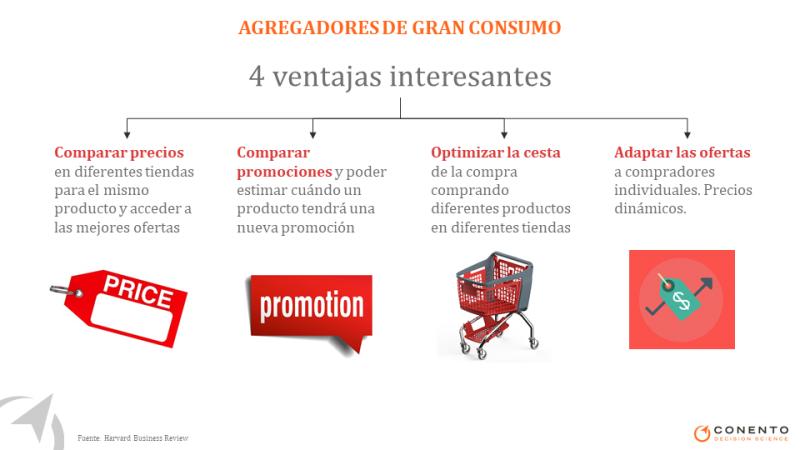 AGREGADORES DE GRAN CONSUMO
4 ventajas interesantes
Comparar precios
en diferentes tiendas
para el mismo
producto y acceder a
las mejores ofertas
Comparar
promociones y poder
estimar cuándo un
producto tendrá una
nueva promoción
Optimizar la cesta
de la compra
comprando
diferentes productos
en diferentes tiendas
Adaptar las ofertas
a compradores
individuales. Precios
dinámicos.
PRICE
promotion
$
Fuente: Harvard Business Review
CONENTO
DECISION SCIENCE